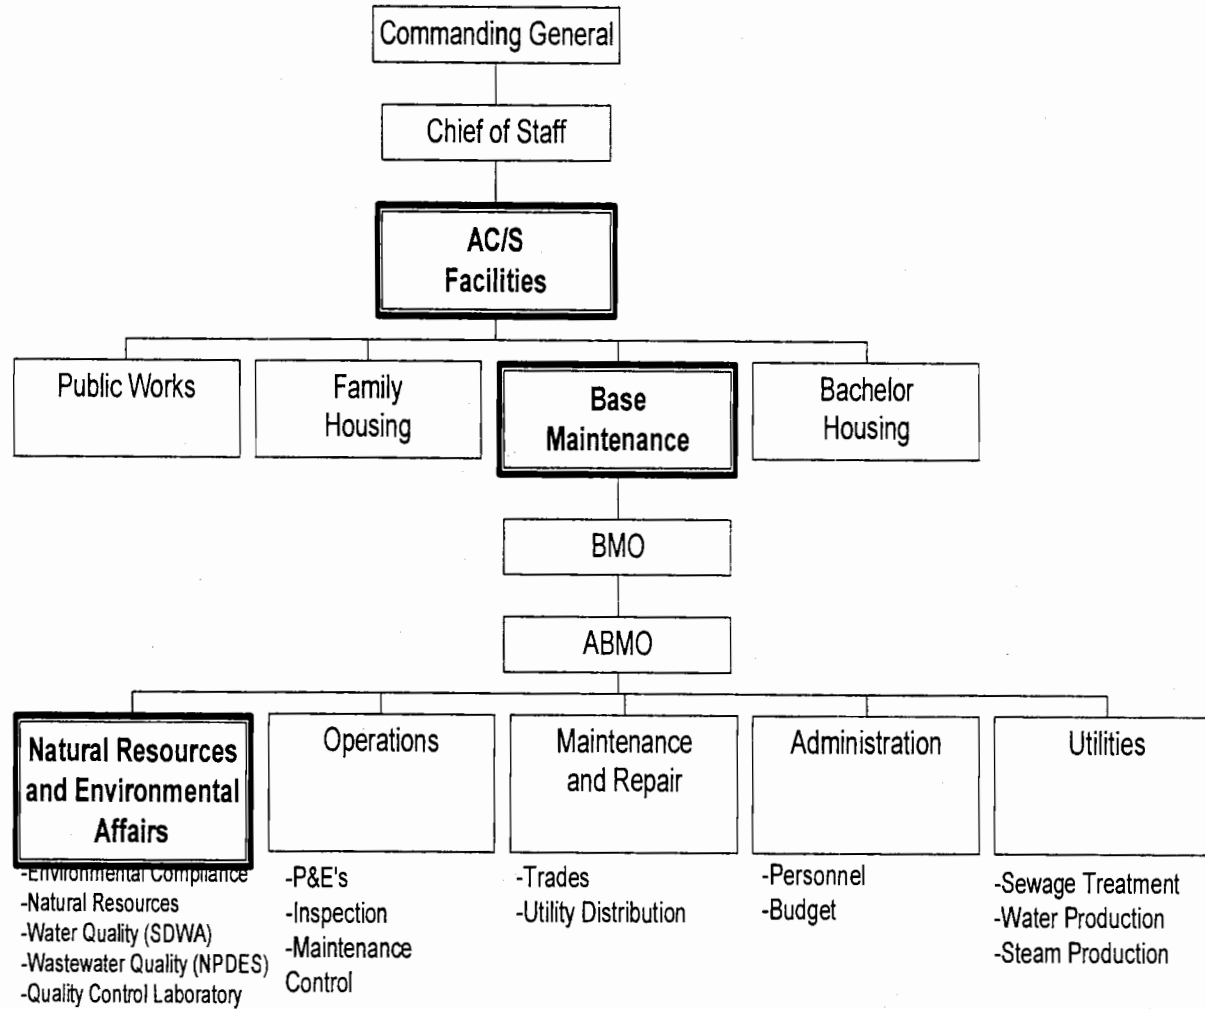 Commanding General
Chief of Staff
AC/S
Facilities
Public Works
Family
Housing
Base
Maintenance
Bachelor
Housing
BMO
ABMO
Natural Resources
and Environmental
Affairs
-Environmental Compliance
-Natural Resources
-Water Quality (SDWA)
-Wastewater Quality (NPDES)
-Quality Control Laboratory
Operations
-P&E's
-Inspection
-Maintenance
Control
Maintenance
and Repair
-Trades
-Utility Distribution
Administration
-Personnel
-Budget
Utilities
-Sewage Treatment
-Water Production
-Steam Production